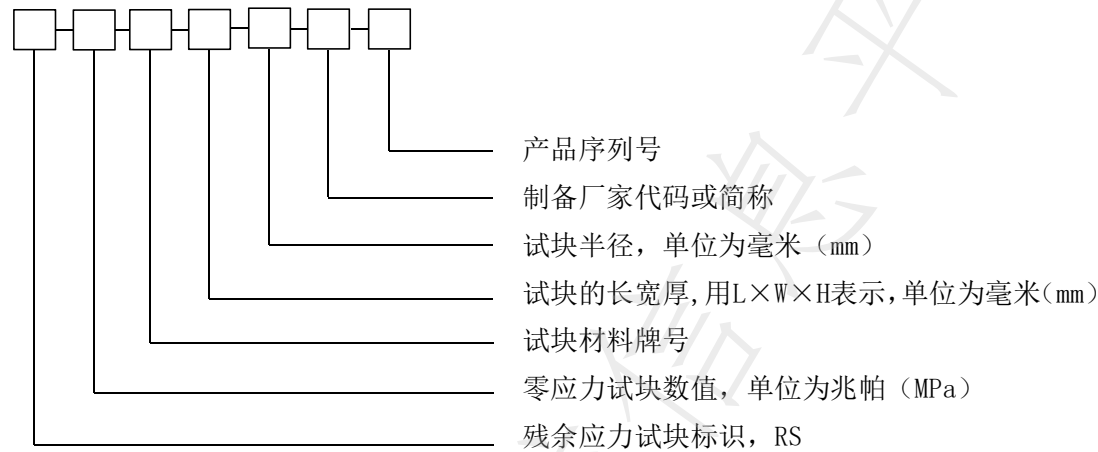 产品序列号
制备厂家代码或简称
试块半径，单位为毫米（mm）
试块的长宽厚,用L×W×H表示,单位为毫米(mm)
试块材料牌号
零应力试块数值，单位为兆帕（MPa）
残余应力试块标识，RS